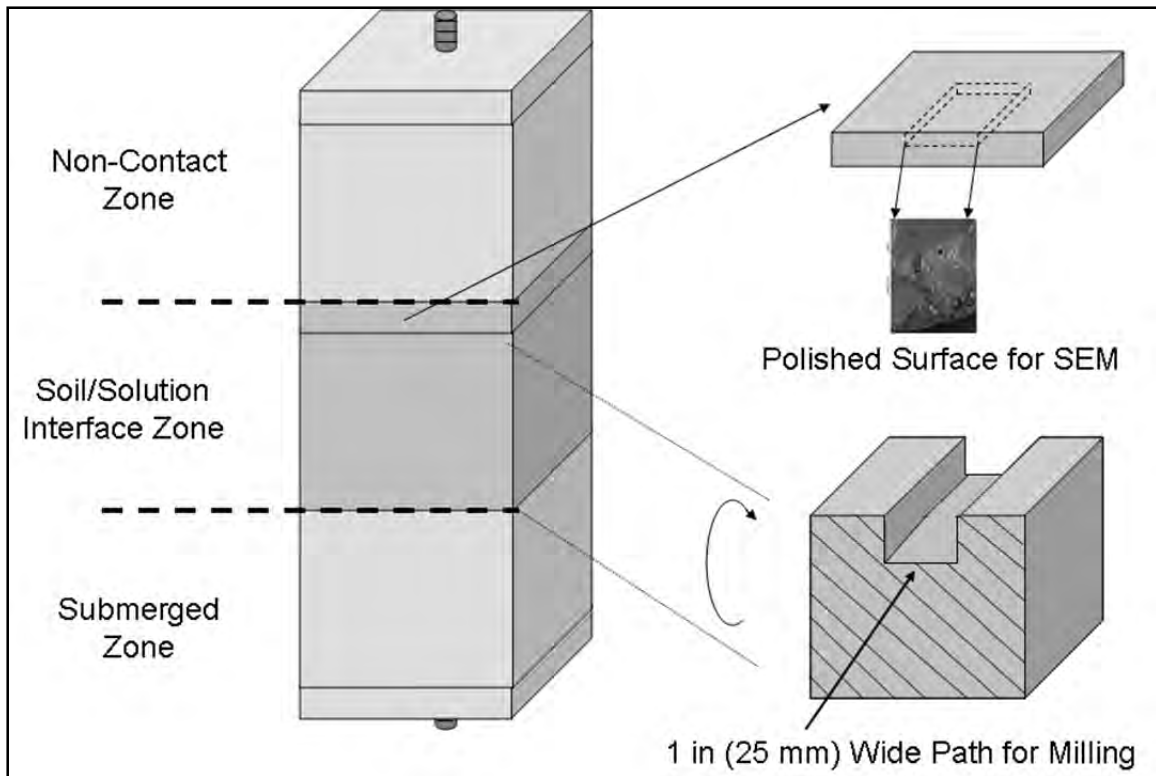 Non-Contact
Zone
Soil/Solution
Interface Zone
Submerged
Zone
Polished Surface for SEM
1 in (25 mm) Wide Path for Milling